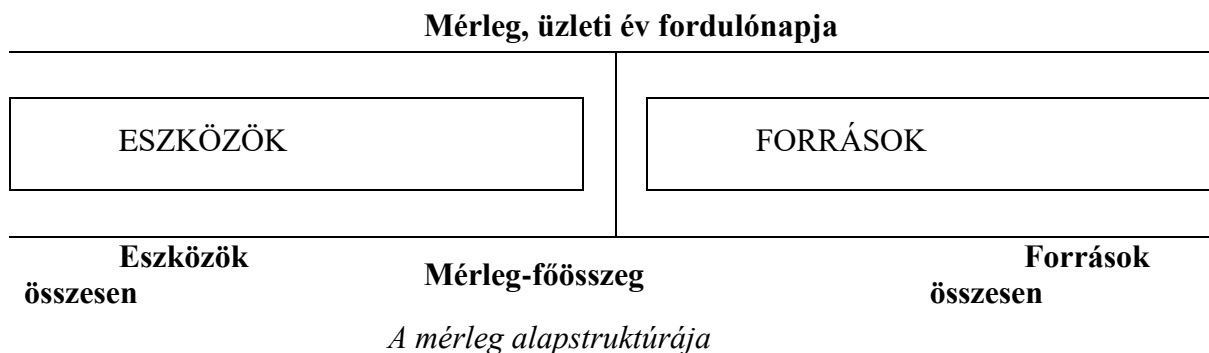 Mérleg, üzleti év fordulónapja
ESZKÖZÖK
FORRÁSOK
Eszközök
összesen
Mérleg-főösszeg
Források
összesen
A mérleg alapstruktúrája